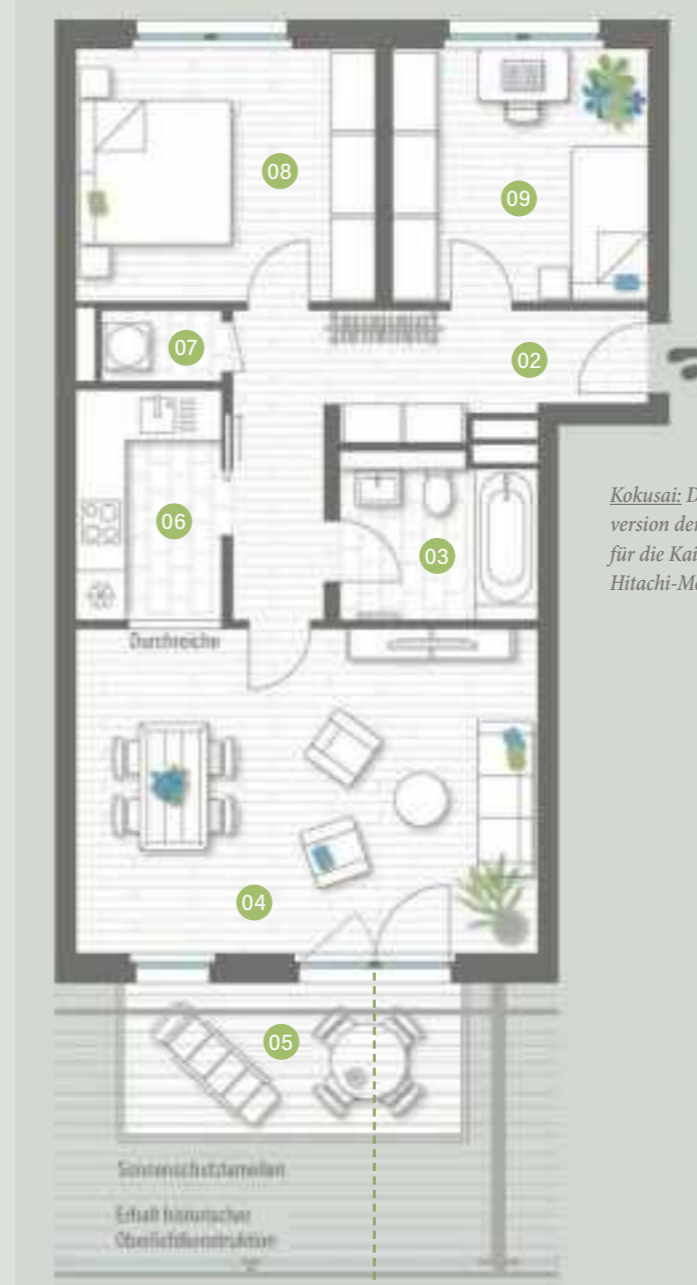 08
09
07
02
06
03
Kokusai: D
version der
für die Kai
Hitachi-Mo
Durchreiche
04
05
Sonnenschutzlamellen
Erhalt historischer
Oberlichtkonstruktion